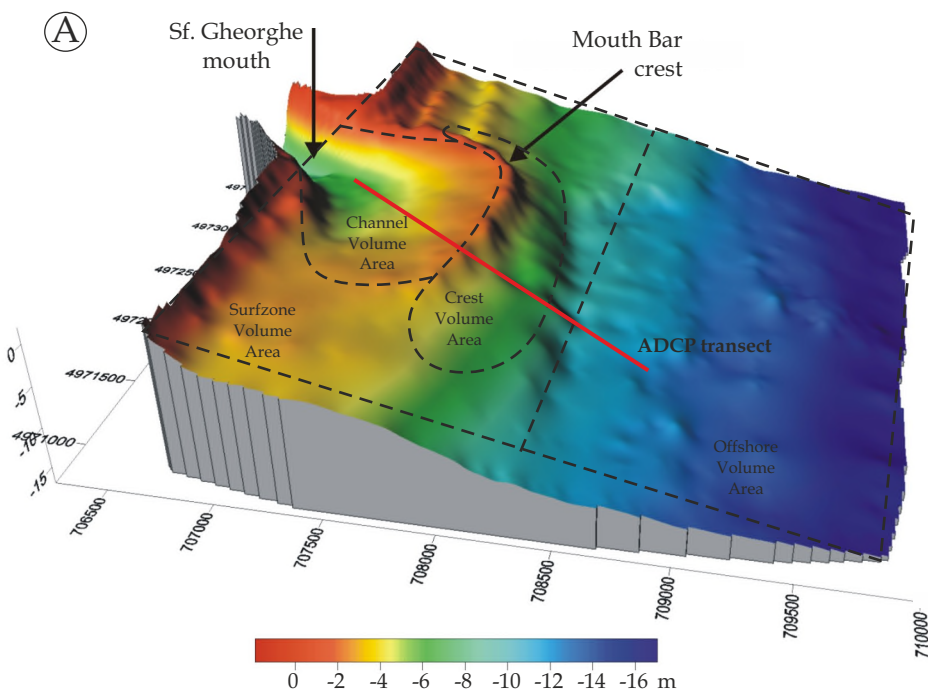 A
Sf. Gheorghe
mouth
Mouth Bar
crest
Channel
Volume
Area
Surfzone
Volume
Area
Crest
Volume
Area
ADCP transect
Offshore
Volume
Area
4971500
4971000
0
-5
-15
706500
707000
707500
708000
708500
709000
709500
710000
0 -2 -4 -6 -8 -10 -12 -14 -16 m